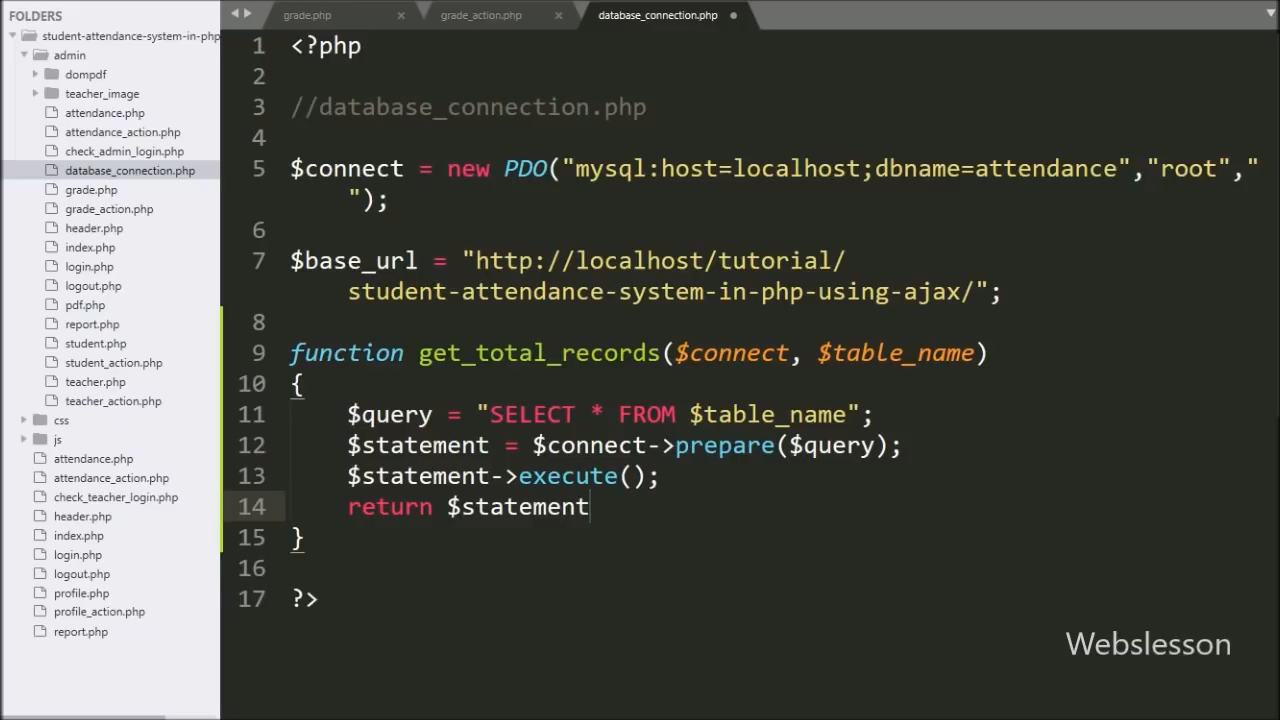 FOLDERS
student-attendance-system-in-php
admin
dompdf
teacher_image
attendance.php
attendance_action.php
check_admin_login.php
database_connection.php
grade.php
grade_action.php
header.php
index.php
login.php
logout.php
pdf.php
report.php
student.php
student_action.php
teacher.php
teacher_action.php
css
js
attendance.php
attendance_action.php
check_teacher_login.php
header.php
index.php
login.php
logout.php
profile.php
profile_action.php
report.php
grade.php
grade_action.php
database_connection.php
1 <?php
2
3 //database_connection.php
4
5 $connect = new PDO("mysql:host=localhost;dbname=attendance","root","
");
6
7 $base_url = "http://localhost/tutorial/
student-attendance-system-in-php-using-ajax/";
8
9 function get_total_records($connect, $table_name)
10 {
11 $query = "SELECT * FROM $table_name";
12 $statement = $connect->prepare($query);
13 $statement->execute();
14 return $statement
15 }
16
17 ?>
Webslesson